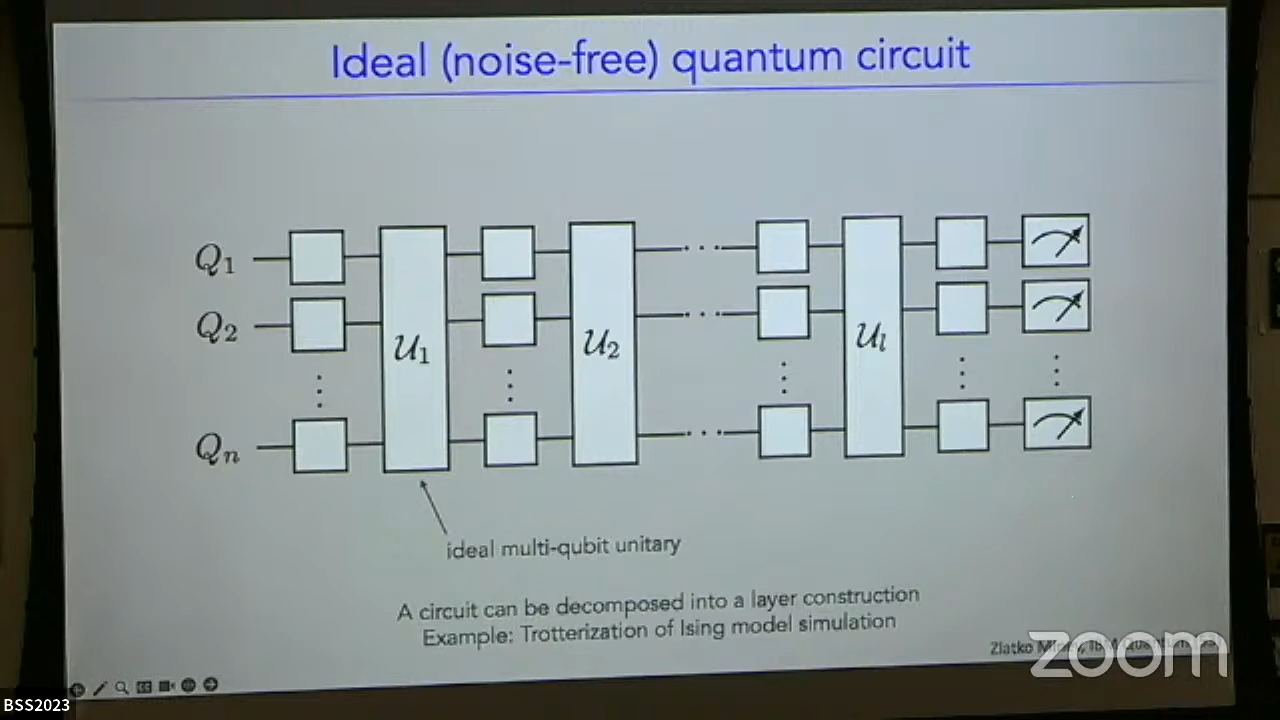 Ideal (noise-free) quantum circuit
Q₁
Q₂
Qₙ
𝒰₁
𝒰₂
𝒰ₗ
ideal multi-qubit unitary
A circuit can be decomposed into a layer construction
Example: Trotterization of Ising model simulation
Zlatko
zoom
BSS2023